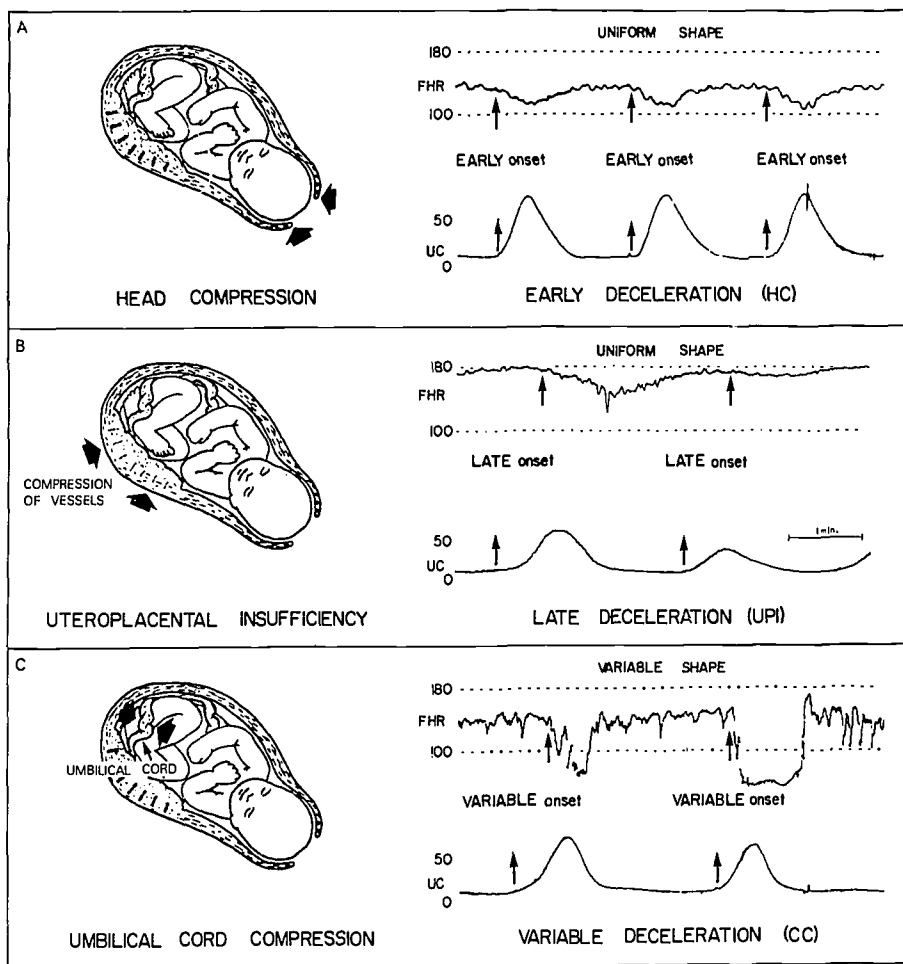 A
UNIFORM SHAPE
180
FHR
100
EARLY onset EARLY onset EARLY onset
50
UC
0
HEAD COMPRESSION
EARLY DECELERATION (HC)
B
UNIFORM SHAPE
180
FHR
100
COMPRESSION
OF VESSELS
LATE onset LATE onset
1 min.
50
UC
0
UTEROPLACENTAL INSUFFICIENCY
LATE DECELERATION (UPI)
C
VARIABLE SHAPE
180
FHR
100
UMBILICAL CORD
VARIABLE onset VARIABLE onset
50
UC
0
UMBILICAL CORD COMPRESSION
VARIABLE DECELERATION (CC)